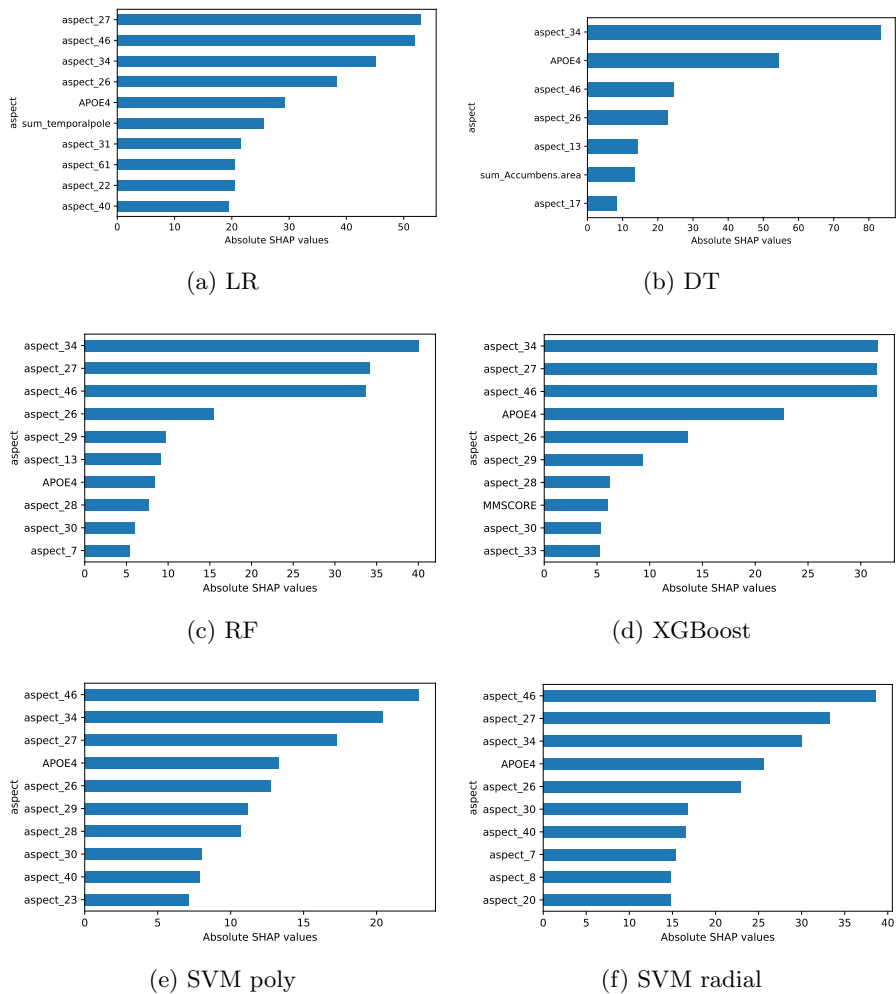 aspect_27
aspect_46
aspect_34
aspect_26
APOE4
sum_temporalpole
aspect_31
aspect_61
aspect_22
aspect_40
aspect
0 10 20 30 40 50
Absolute SHAP values
(a) LR
aspect_34
APOE4
aspect_46
aspect_26
aspect_13
sum_Accumbens.area
aspect_17
aspect
0 10 20 30 40 50 60 70 80
Absolute SHAP values
(b) DT
aspect_34
aspect_27
aspect_46
aspect_26
aspect_29
aspect_13
APOE4
aspect_28
aspect_30
aspect_7
aspect
0 5 10 15 20 25 30 35 40
Absolute SHAP values
(c) RF
aspect_34
aspect_27
aspect_46
APOE4
aspect_26
aspect_29
aspect_28
MMSCORE
aspect_30
aspect_33
aspect
0 5 10 15 20 25 30
Absolute SHAP values
(d) XGBoost
aspect_46
aspect_34
aspect_27
APOE4
aspect_26
aspect_29
aspect_28
aspect_30
aspect_40
aspect_23
aspect
0 5 10 15 20
Absolute SHAP values
(e) SVM poly
aspect_46
aspect_27
aspect_34
APOE4
aspect_26
aspect_30
aspect_40
aspect_7
aspect_8
aspect_20
aspect
0 5 10 15 20 25 30 35 40
Absolute SHAP values
(f) SVM radial